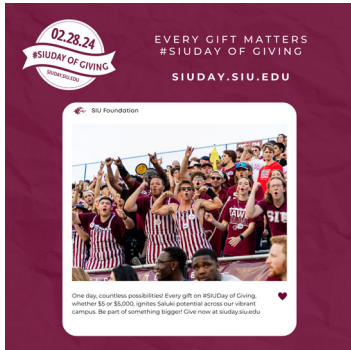 02.28.24
#SIUDAY OF GIVING
SIUDAY.SIU.EDU
EVERY GIFT MATTERS
#SIUDAY OF GIVING
SIUDAY.SIU.EDU
SIU Foundation
SIU
One day, countless possibilities! Every gift on #SIUDay of Giving,
whether $5 or $5,000, ignites Saluki potential across our vibrant
campus. Be part of something bigger! Give now at siuday.siu.edu